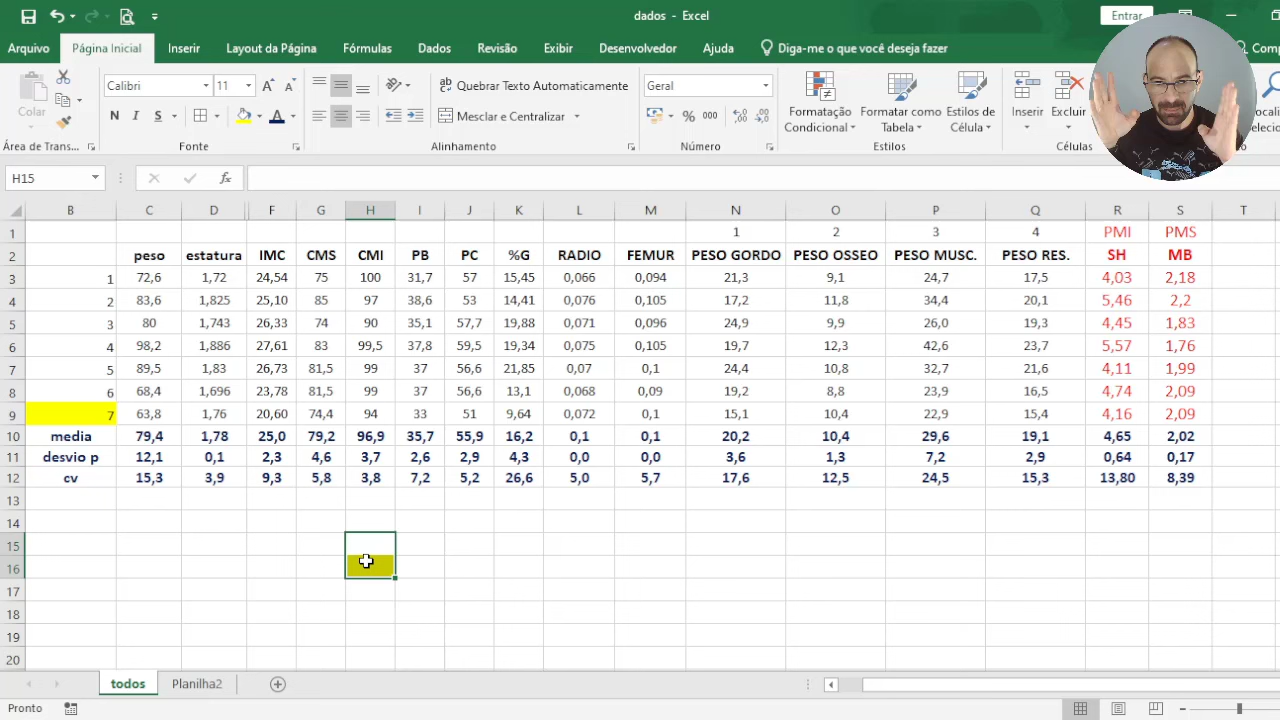 dados - Excel
Entrar
Arquivo Página Inicial Inserir Layout da Página Fórmulas Dados Revisão Exibir Desenvolvedor Ajuda Diga-me o que você deseja fazer
Calibri 11 Quebrar Texto Automaticamente Geral
Colar N I S Mesclar e Centralizar % 000 Formatação Condicional Formatar como Tabela Estilos de Célula Inserir Excluir
Área de Trans... Fonte Alinhamento Número Estilos Células
H15 fx
B C D F G H I J K L M N O P Q R S T
1 1 2 3 4 PMI PMS
2 peso estatura IMC CMS CMI PB PC %G RADIO FEMUR PESO GORDO PESO OSSEO PESO MUSC. PESO RES. SH MB
3 1 72,6 1,72 24,54 75 100 31,7 57 15,45 0,066 0,094 21,3 9,1 24,7 17,5 4,03 2,18
4 2 83,6 1,825 25,10 85 97 38,6 53 14,41 0,076 0,105 17,2 11,8 34,4 20,1 5,46 2,2
5 3 80 1,743 26,33 74 90 35,1 57,7 19,88 0,071 0,096 24,9 9,9 26,0 19,3 4,45 1,83
6 4 98,2 1,886 27,61 83 99,5 37,8 59,5 19,34 0,075 0,105 19,7 12,3 42,6 23,7 5,57 1,76
7 5 89,5 1,83 26,73 81,5 99 37 56,6 21,85 0,07 0,1 24,4 10,8 32,7 21,6 4,11 1,99
8 6 68,4 1,696 23,78 81,5 99 37 56,6 13,1 0,068 0,09 19,2 8,8 23,9 16,5 4,74 2,09
9 7 63,8 1,76 20,60 74,4 94 33 51 9,64 0,072 0,1 15,1 10,4 22,9 15,4 4,16 2,09
10 media 79,4 1,78 25,0 79,2 96,9 35,7 55,9 16,2 0,1 0,1 20,2 10,4 29,6 19,1 4,65 2,02
11 desvio p 12,1 0,1 2,3 4,6 3,7 2,6 2,9 4,3 0,0 0,0 3,6 1,3 7,2 2,9 0,64 0,17
12 cv 15,3 3,9 9,3 5,8 3,8 7,2 5,2 26,6 5,0 5,7 17,6 12,5 24,5 15,3 13,80 8,39
13
14
15
16
17
18
19
20
todos Planilha2
Pronto